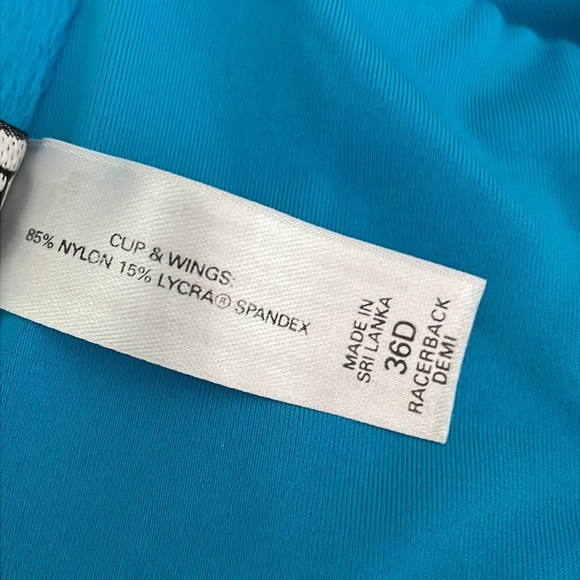 CUP & WINGS:
85% NYLON 15% LYCRA® SPANDEX
MADE IN
SRI LANKA
36D
RACERBACK
DEMI